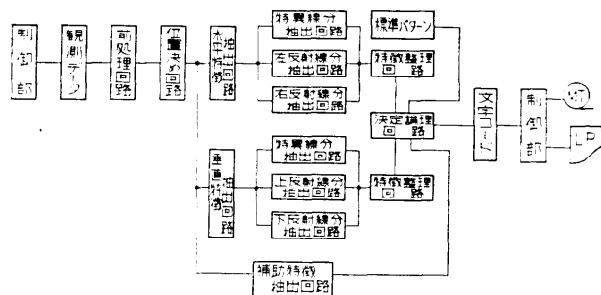 制御部
観測データ
前処理回路
位置決め回路
水平特徴
抽出回路
特異線分
抽出回路
左反射線分
抽出回路
右反射線分
抽出回路
標準パターン
特徴整理
回路
決定論理
回路
文字コード
制御部
MT
LP
垂直特徴
抽出回路
特異線分
抽出回路
上反射線分
抽出回路
下反射線分
抽出回路
特徴整理
回路
補助特徴
抽出回路